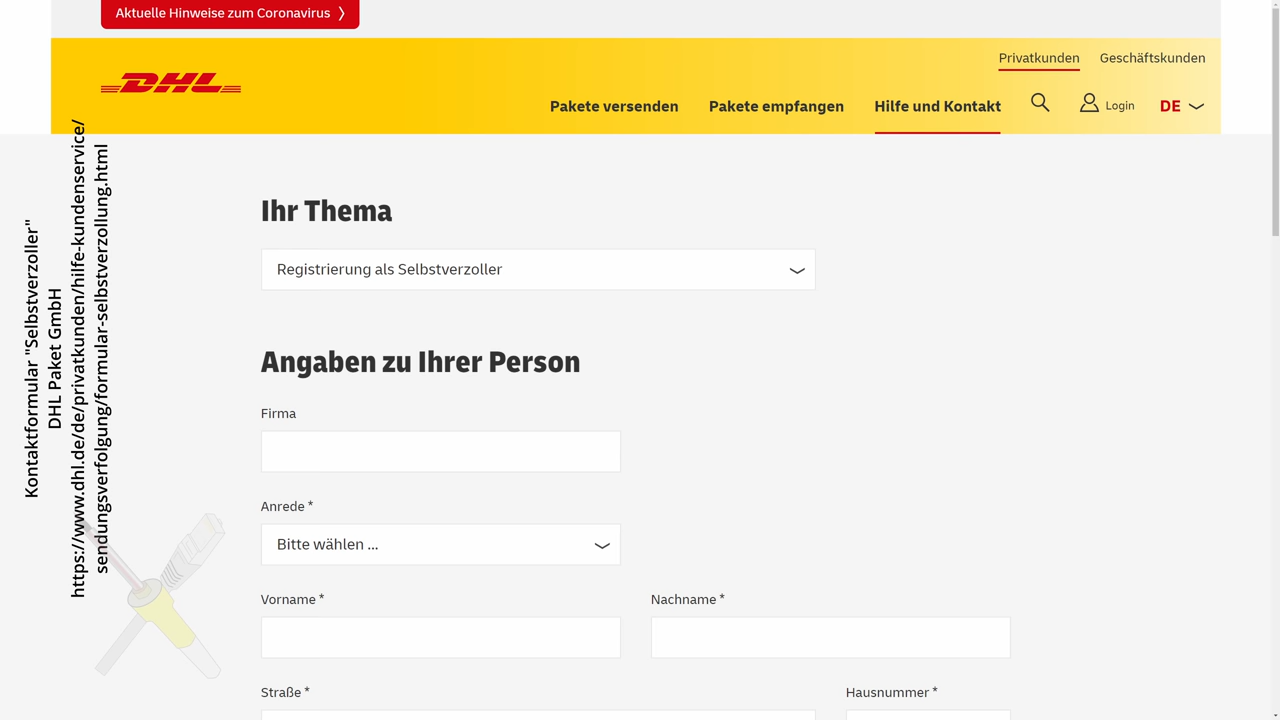 Aktuelle Hinweise zum Coronavirus
Privatkunden
Geschäftskunden
DHL
Pakete versenden
Pakete empfangen
Hilfe und Kontakt
Login
DE
Kontaktformular "Selbstverzoller"
DHL Paket GmbH
https://www.dhl.de/de/privatkunden/hilfe-kundenservice/
sendungsverfolgung/formular-selbstverzollung.html
Ihr Thema
Registrierung als Selbstverzoller
Angaben zu Ihrer Person
Firma
Anrede *
Bitte wählen ...
Vorname *
Nachname *
Straße *
Hausnummer *